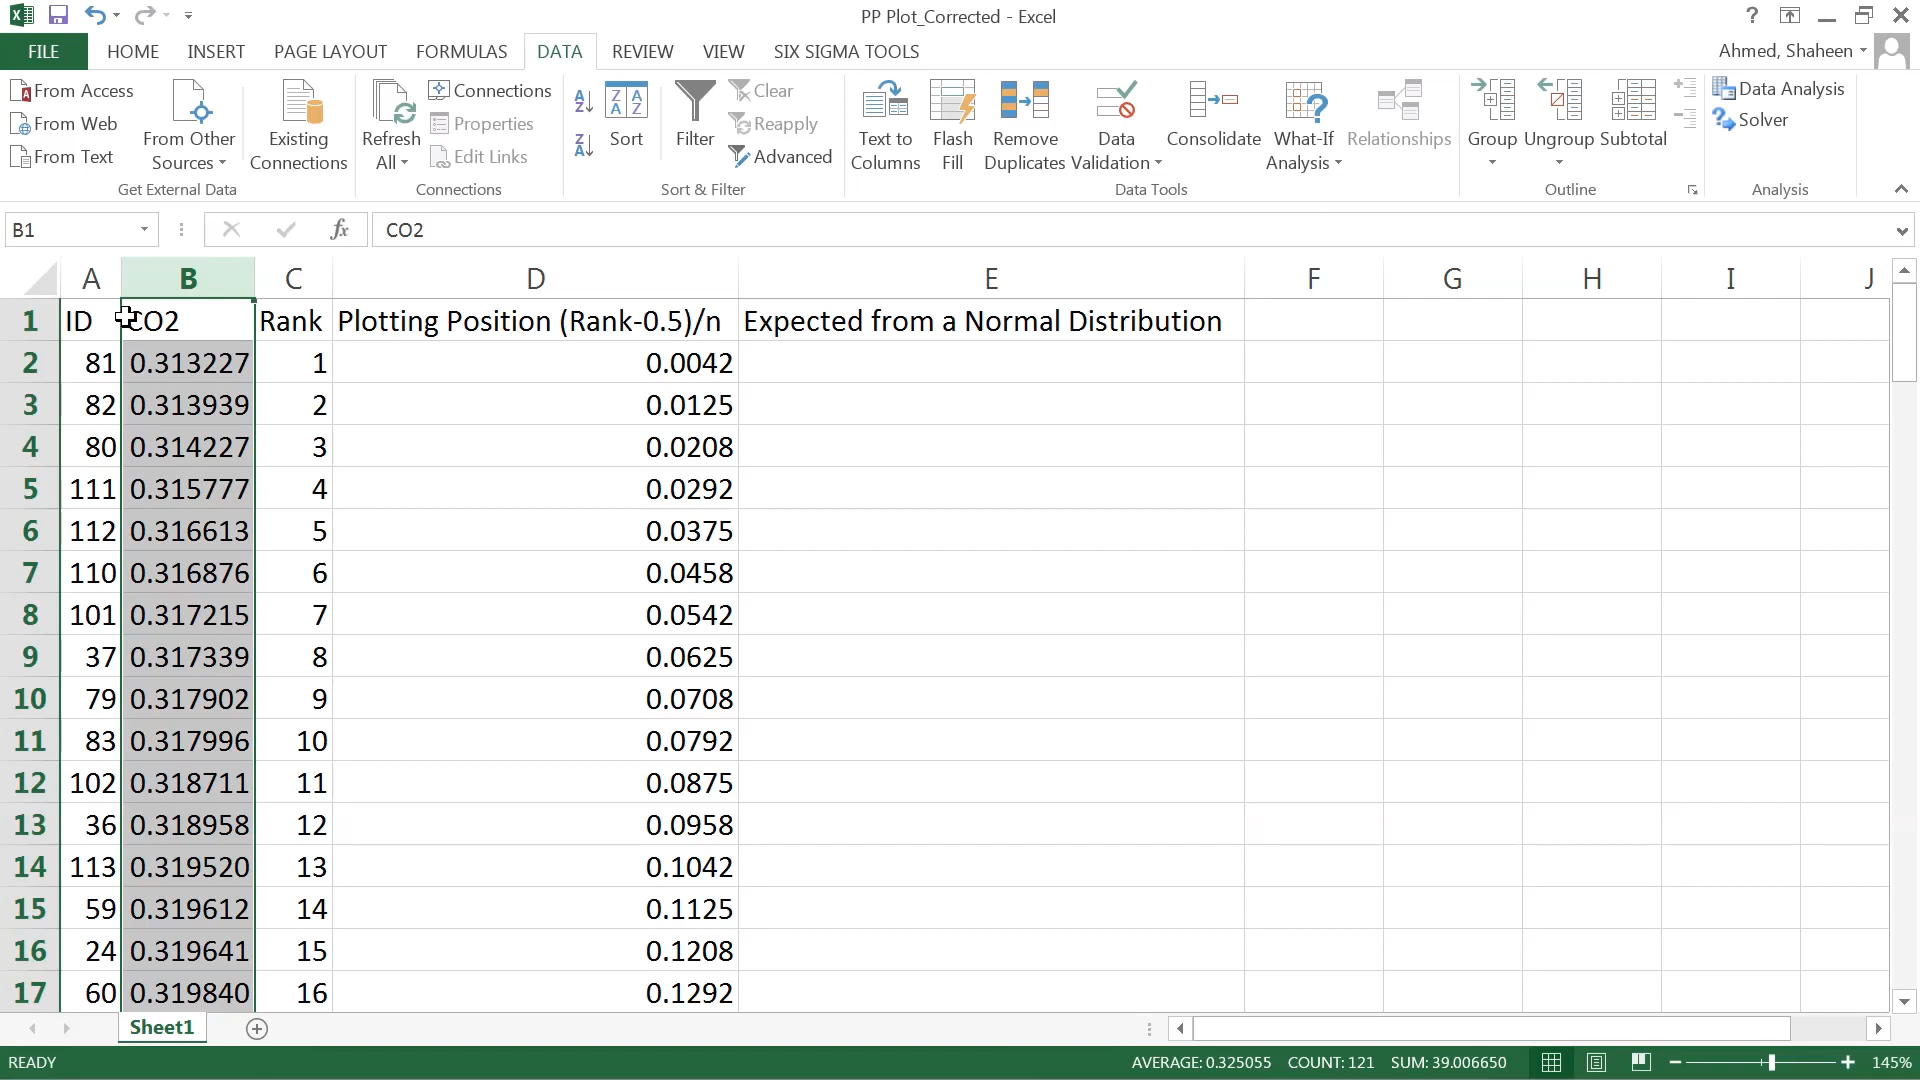 PP Plot_Corrected - Excel
FILE HOME INSERT PAGE LAYOUT FORMULAS DATA REVIEW VIEW SIX SIGMA TOOLS Ahmed, Shaheen
From Access
From Web
From Text
From Other Sources
Existing Connections
Get External Data
Refresh All
Connections
Properties
Edit Links
Connections
Sort
Filter
Clear
Reapply
Advanced
Sort & Filter
Text to Columns
Flash Fill
Remove Duplicates
Data Validation
Consolidate
What-If Analysis
Relationships
Data Tools
Group
Ungroup
Subtotal
Outline
Data Analysis
Solver
Analysis
B1 fx CO2
A B C D E F G H I J
1 ID CO2 Rank Plotting Position (Rank-0.5)/n Expected from a Normal Distribution
2 81 0.313227 1 0.0042
3 82 0.313939 2 0.0125
4 80 0.314227 3 0.0208
5 111 0.315777 4 0.0292
6 112 0.316613 5 0.0375
7 110 0.316876 6 0.0458
8 101 0.317215 7 0.0542
9 37 0.317339 8 0.0625
10 79 0.317902 9 0.0708
11 83 0.317996 10 0.0792
12 102 0.318711 11 0.0875
13 36 0.318958 12 0.0958
14 113 0.319520 13 0.1042
15 59 0.319612 14 0.1125
16 24 0.319641 15 0.1208
17 60 0.319840 16 0.1292
Sheet1
READY AVERAGE: 0.325055 COUNT: 121 SUM: 39.006650 145%